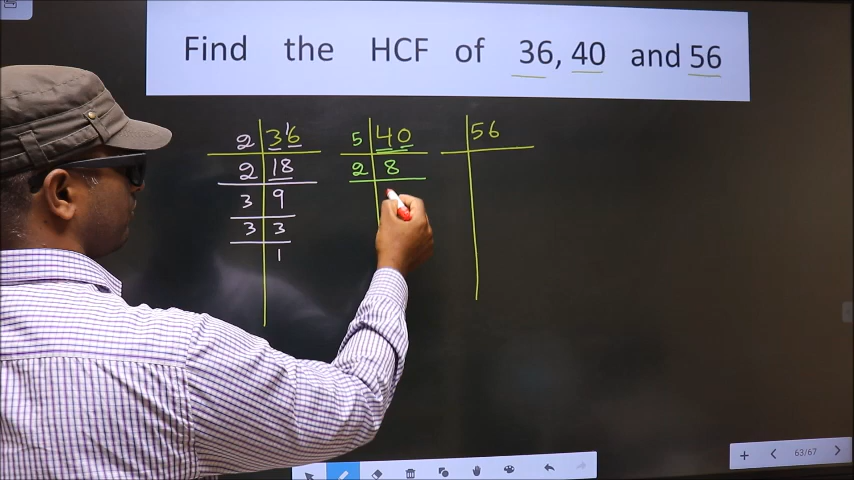 Find the HCF of 36, 40 and 56
2 | 3¹6
2 | 18
3 | 9
3 | 3
1
5 | 40
2 | 8
56
63/67